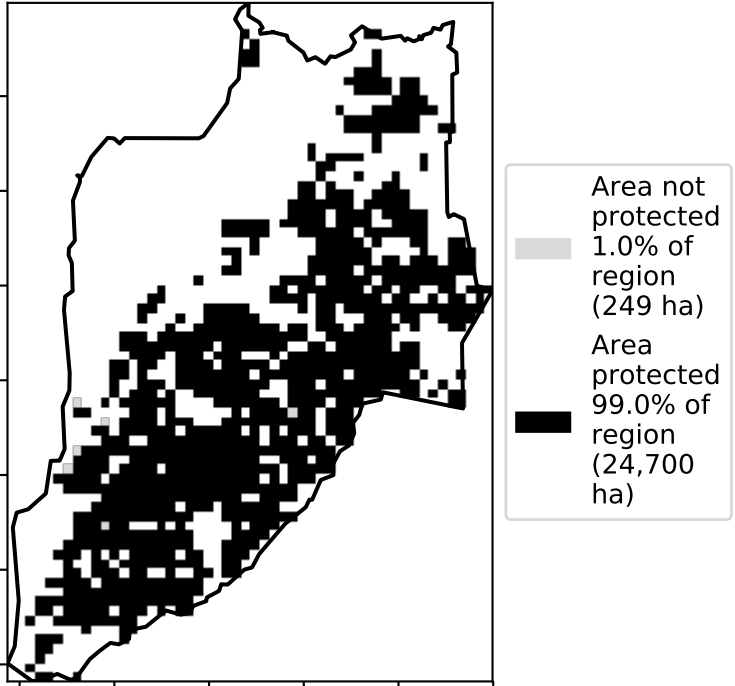 Area not
protected
1.0% of
region
(249 ha)
Area
protected
99.0% of
region
(24,700
ha)